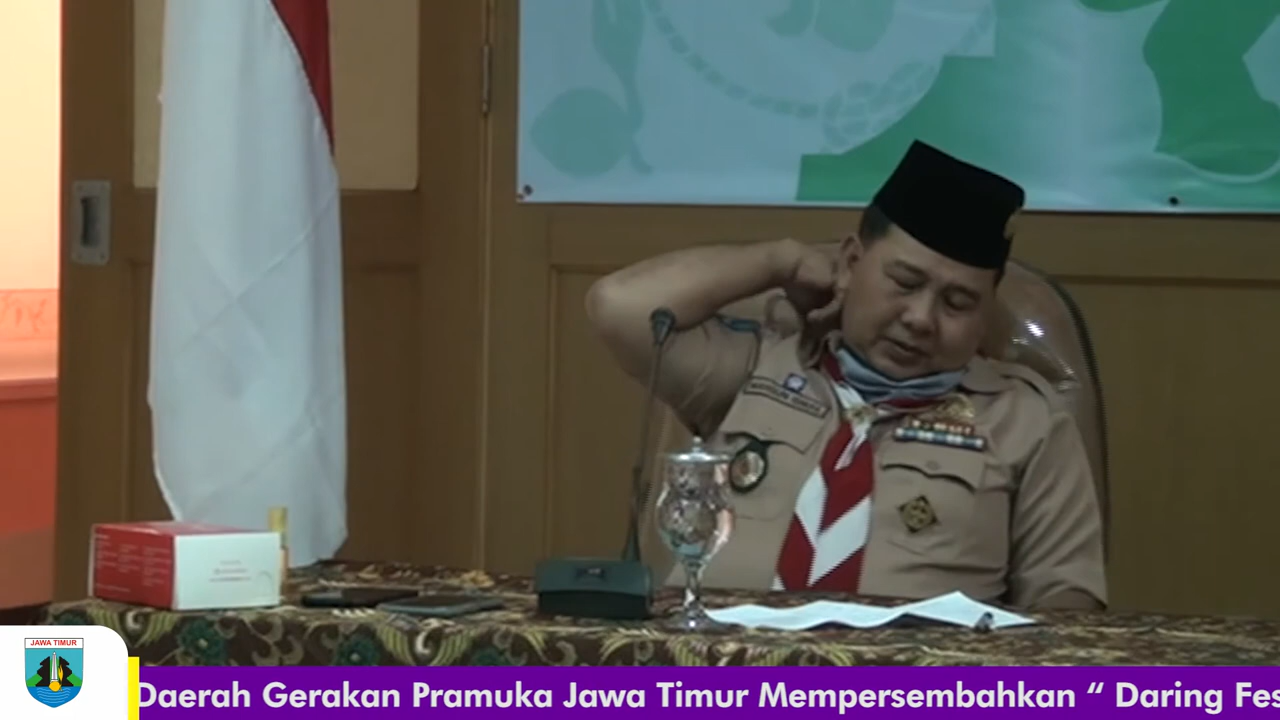 JAWA TIMUR
Daerah Gerakan Pramuka Jawa Timur Mempersembahkan “ Daring Fes